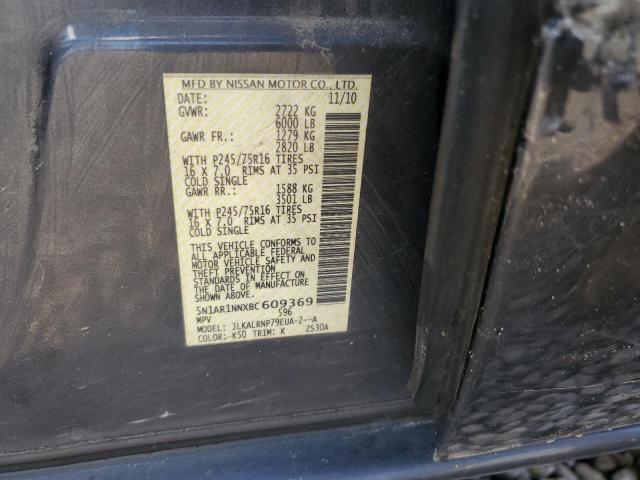 MFD BY NISSAN MOTOR CO., LTD.
DATE: 11/10
GVWR: 2722 KG
6000 LB
GAWR FR.: 1279 KG
2820 LB
WITH P245/75R16 TIRES
16 X 7.0 RIMS AT 35 PSI
COLD SINGLE
GAWR RR.: 1588 KG
3501 LB
WITH P245/75R16 TIRES
16 X 7.0 RIMS AT 35 PSI
COLD SINGLE
THIS VEHICLE CONFORMS TO
ALL APPLICABLE FEDERAL
MOTOR VEHICLE SAFETY AND
THEFT PREVENTION
STANDARDS IN EFFECT ON
THE DATE OF MANUFACTURE
SHOWN ABOVE.
5N1AR1NNXBC609369
MPV 596
MODEL: JLKALRNP79EUA-2--A
COLOR: K50 TRIM: K ZS30A